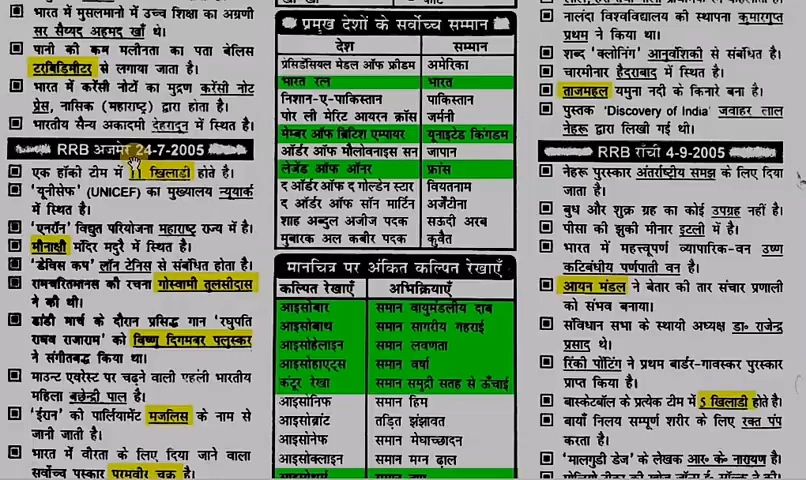 भारत में मुसलमानो में उच्च शिक्षा का अग्रणी
सर सैय्यद अहमद खाँ थे।
पानी की कम मलीनता का पता बेलिस
टरबिडिमीटर से लगाया जाता है।
भारत में करेंसी नोटों का मुद्रण करेंसी नोट
प्रेस, नासिक (महाराष्ट्र) द्वारा होता है।
भारतीय सैन्य अकादमी देहरादून में स्थित है।
RRB अजमेर 24-7-2005
एक हॉकी टीम में 11 खिलाडी होते है।
'यूनीसेफ' (UNICEF) का मुख्यालय न्यूयार्क
में स्थित है।
'एनरॉन' विद्युत परियोजना महाराष्ट्र राज्य में है।
मीनाक्षी मंदिर मदुरै में स्थित है।
'डेविस कप' लॉन टेनिस से संबधित होता है।
रामचरितमानस की रचना गोस्वामी तुलसीदास
ने की थी।
डांडी मार्च के दौरान प्रसिद्ध गान 'रघुपति
राघव राजाराम' को विष्णु दिगमबर पलुस्कर
ने संगीतबद्ध किया था।
माउन्ट एवरेस्ट पर चढ़ने वाली पहली भारतीय
महिला बछेन्द्री पाल है।
'ईरान' की पार्लियामेंट मजलिस के नाम से
जानी जाती है।
भारत में वीरता के लिए दिया जाने वाला
सर्वोच्च पुस्कार परमवीर चक्र है।
प्रमुख देशों के सर्वोच्च सम्मान
देश सम्मान
प्रेसिडेंसियल मेडल ऑफ फ्रीडम अमेरिका
भारत रत्न भारत
निशान-ए-पाकिस्तान पाकिस्तान
पोर ली मेरिट आयरन क्रॉस जर्मनी
मेम्बर ऑफ ब्रिटिश एम्पायर यूनाइटेड किंगडम
ऑर्डर ऑफ मौलोवनाइस सन जापान
लेजेंड ऑफ ऑनर फ्रांस
द ऑर्डर ऑफ द गोल्डेन स्टार वियतनाम
द ऑर्डर ऑफ सॉन मार्टिन अर्जेंटीना
शाह अब्दुल अजीज पदक सऊदी अरब
मुबारक अल कबीर पदक कुवैत
मानचित्र पर अंकित कल्पित रेखाएँ
कल्पित रेखाएँ अभिक्रियाएँ
आइसोबार समान वायुमंडलीय दाब
आइसोबाथ समान सागरीय गहराई
आइसोहेलाइन समान लवणता
आइसोहाएट्स समान वर्षा
कंटूर रेखा समान समुद्री सतह से ऊँचाई
आइसोनिफ समान हिम
आइसोब्रांट तड़ित झंझावत
आइसोनेफ समान मेघाच्छादन
आइसोक्लाइन समान मग्न ढ़ाल
नालंदा विश्वविद्यालय की स्थापना कुमारगुप्त
प्रथम ने किया था।
शब्द 'क्लोनिंग' आनुवंशिकी से संबंधित है।
चारमीनार हैदराबाद में स्थित है।
ताजमहल यमुना नदी के किनारे बना है।
पुस्तक 'Discovery of India' जवाहर लाल
नेहरू द्वारा लिखी गई थी।
RRB राँची 4-9-2005
नेहरू पुरस्कार अंतर्राष्ट्रीय समझ के लिए दिया
जाता है।
बुध और शुक्र ग्रह का कोई उपग्रह नहीं है।
पीसा की झुकी मीनार इटली में है।
भारत में महत्त्वपूर्ण व्यापारिक-वन उष्ण
कटिबंधीय पर्णपाती वन है।
आयन मंडल ने बेतार की तार संचार प्रणाली
को संभव बनाया।
संविधान सभा के स्थायी अध्यक्ष डा० राजेन्द्र
प्रसाद थे।
रिंकी पोंटिंग ने प्रथम बार्डर-गावस्कर पुरस्कार
प्राप्त किया है।
बास्केटबॉल के प्रत्येक टीम में 5 खिलाडी होते है।
बायाँ निलय सम्पूर्ण शरीर के लिए रक्त पंप
करता है।
'मालगुडी डेज' के लेखक आर० के० नारायण है।